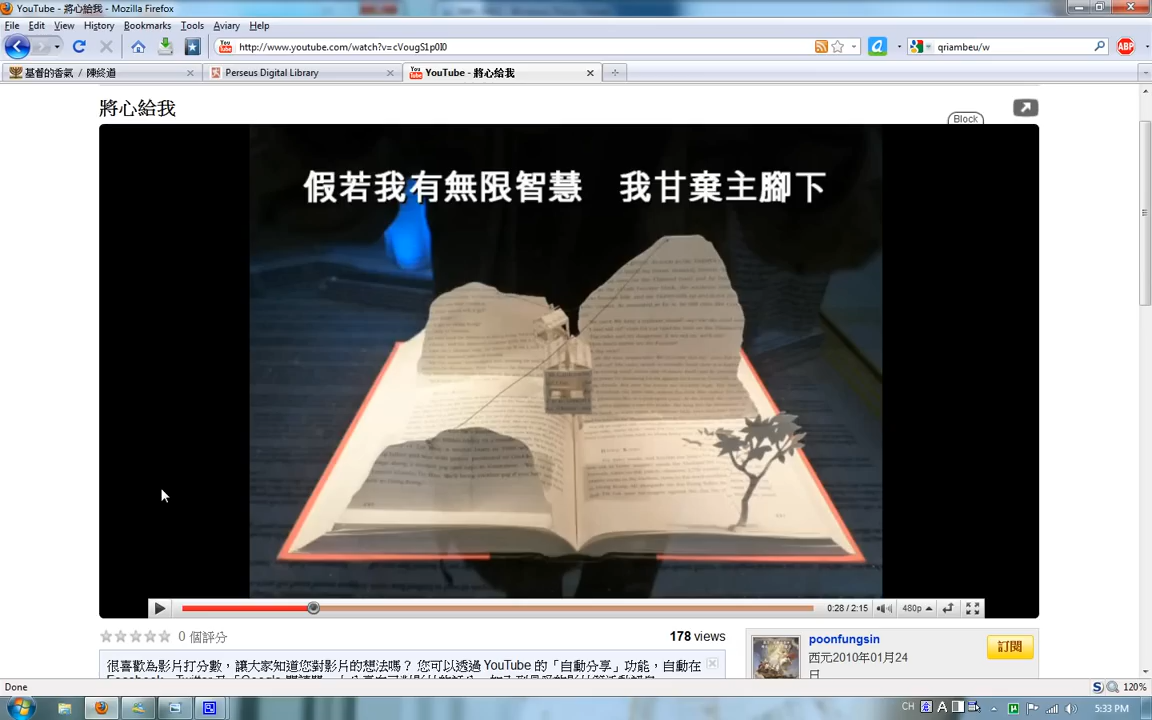 YouTube - 將心給我 - Mozilla Firefox
File Edit View History Bookmarks Tools Aviary Help
http://www.youtube.com/watch?v=cVougS1p0I0
qriambeu/w
ABP
基督的香氣 / 陳終道
Perseus Digital Library
YouTube - 將心給我
將心給我
Block
假若我有無限智慧 我甘棄主腳下
0:28 / 2:15
480p
0 個評分
178 views
poonfungsin
西元2010年01月24
日
訂閱
很喜歡為影片打分數，讓大家知道您對影片的想法嗎？ 您可以透過 YouTube 的「自動分享」功能，自動在
Done
120%
CH
5:33 PM